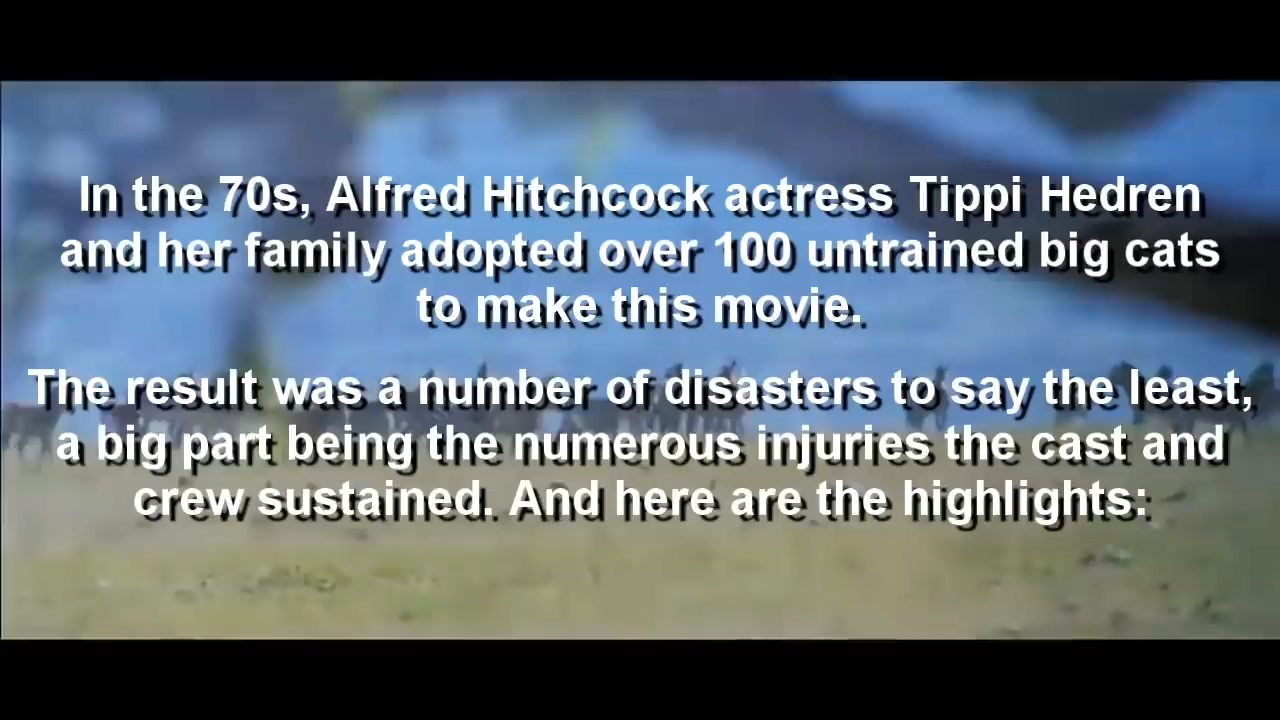 In the 70s, Alfred Hitchcock actress Tippi Hedren
and her family adopted over 100 untrained big cats
to make this movie.
The result was a number of disasters to say the least,
a big part being the numerous injuries the cast and
crew sustained. And here are the highlights: